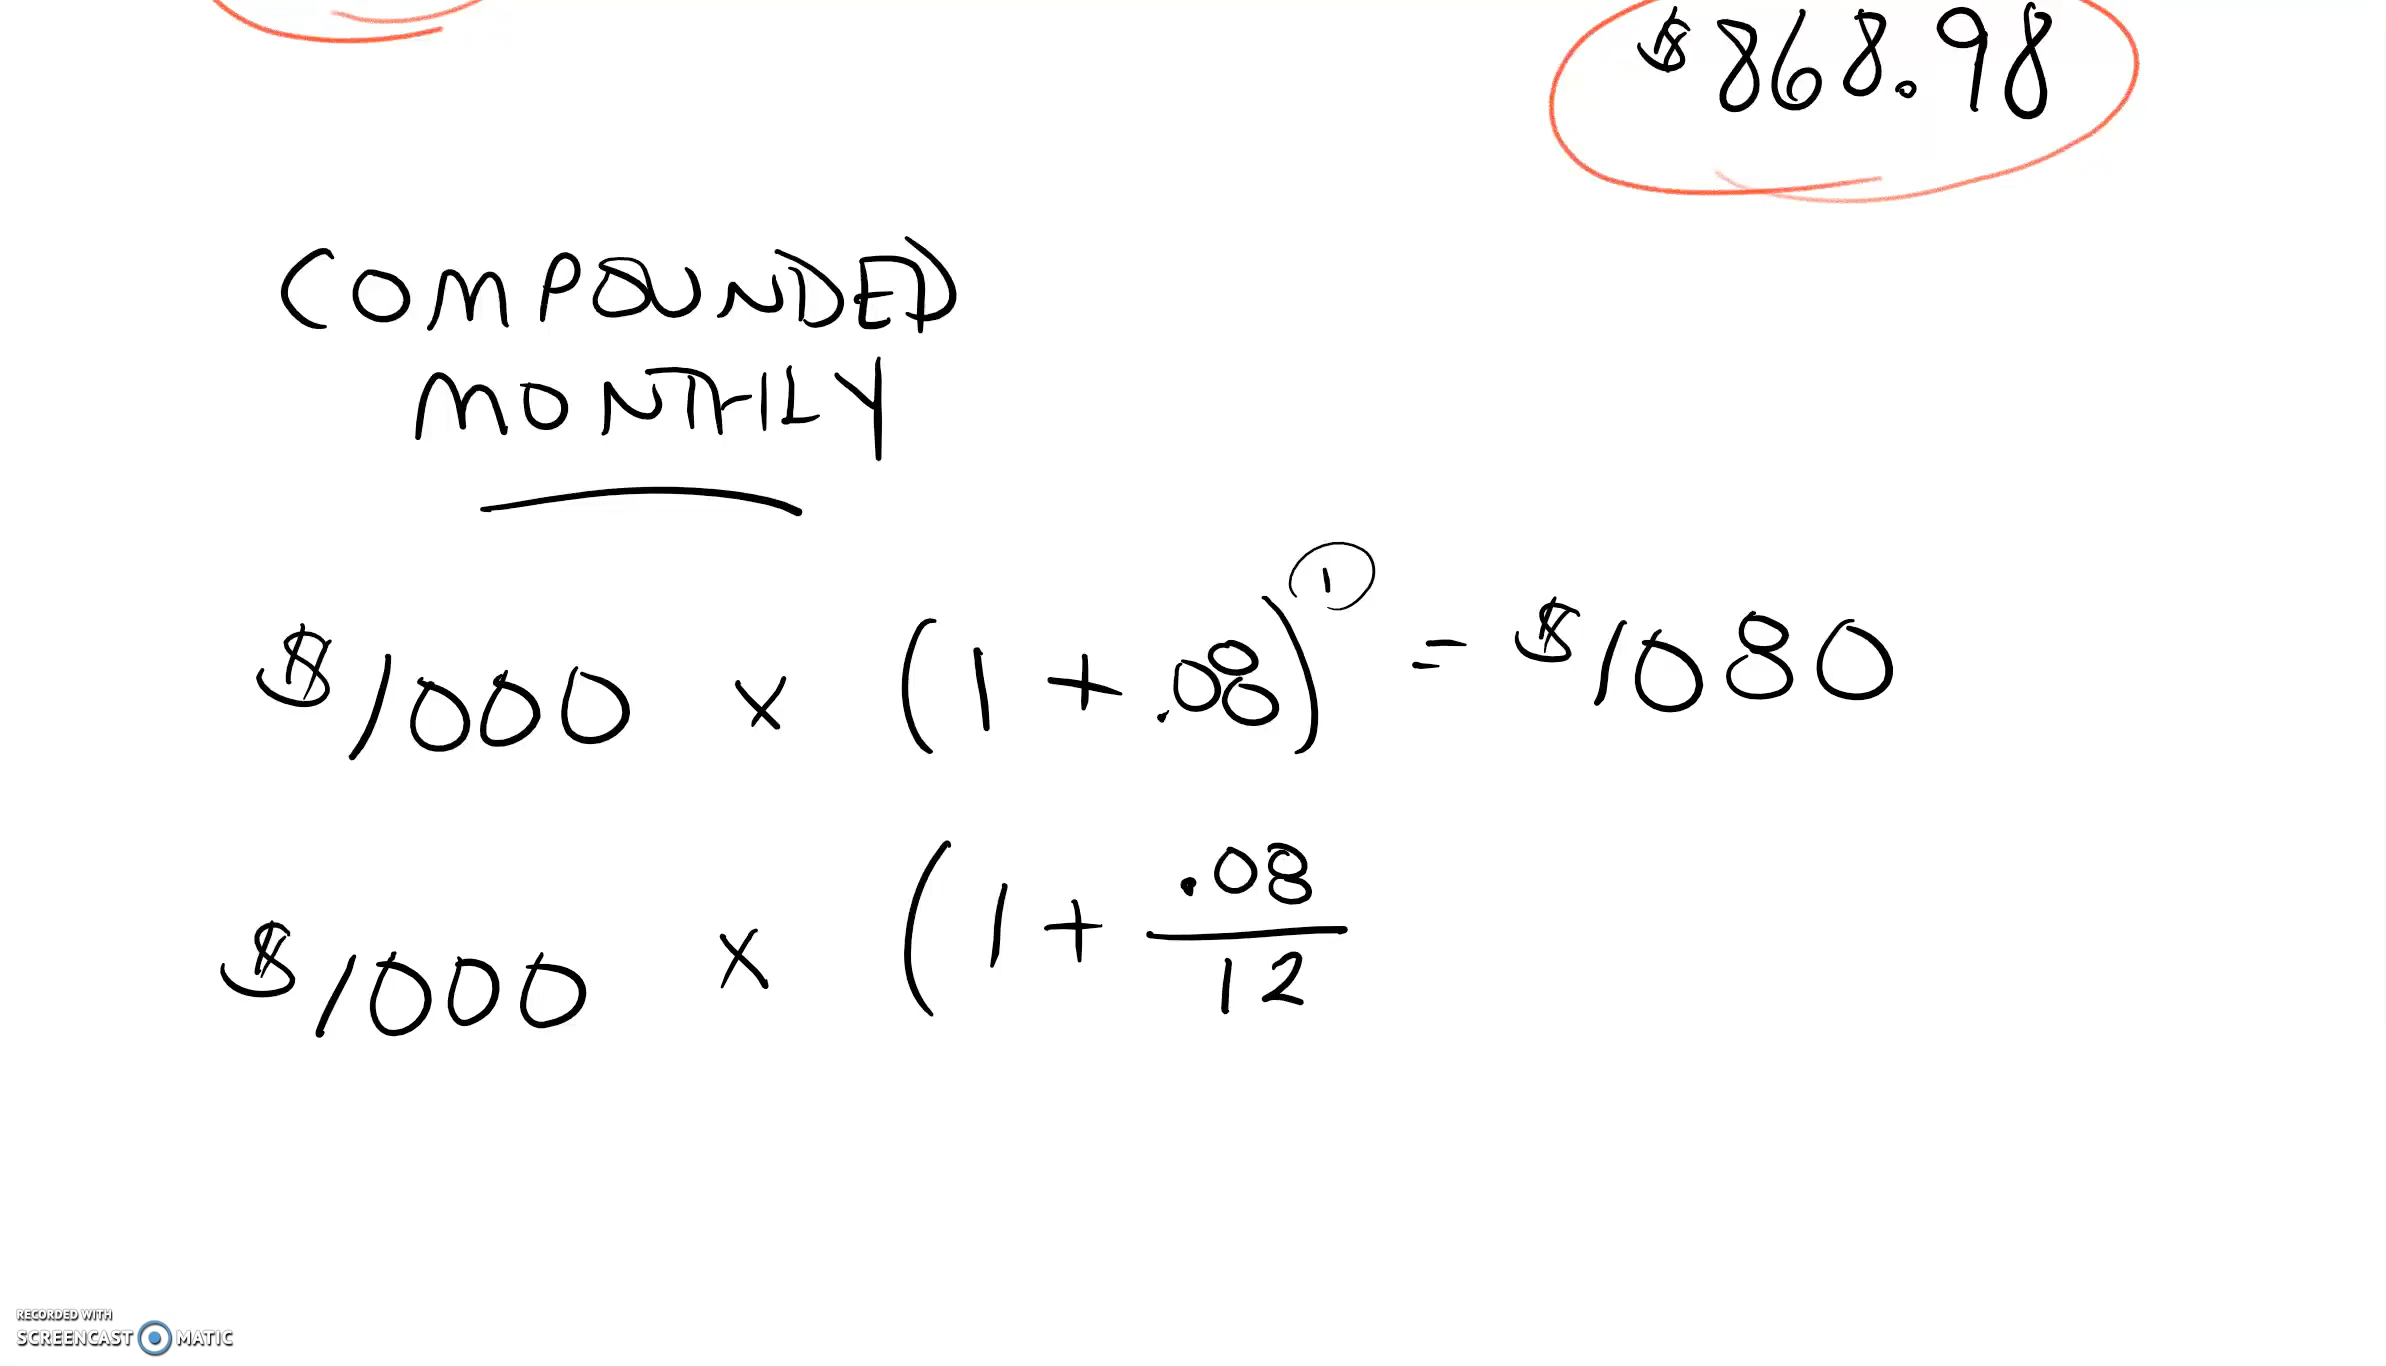 $868.98
COMPOUNDED
MONTHLY
$1000 x (1 + .08)^1 = $1080
$1000 x (1 + .08/12
RECORDED WITH
SCREENCAST MATIC